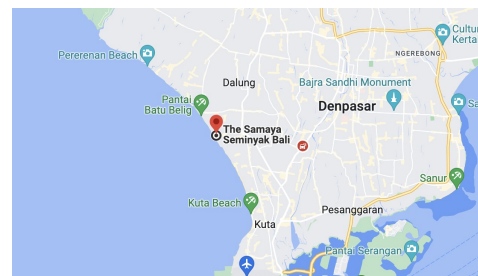 Cultu
Kerta
NGEREBONG
Pererenan Beach
Dalung
Bajra Sandhi Monument
Pantai
Batu Belig
Denpasar
Sa
The Samaya
Seminyak Bali
Sanur
Kuta Beach
Pesanggaran
Kuta
Pantai Serangan